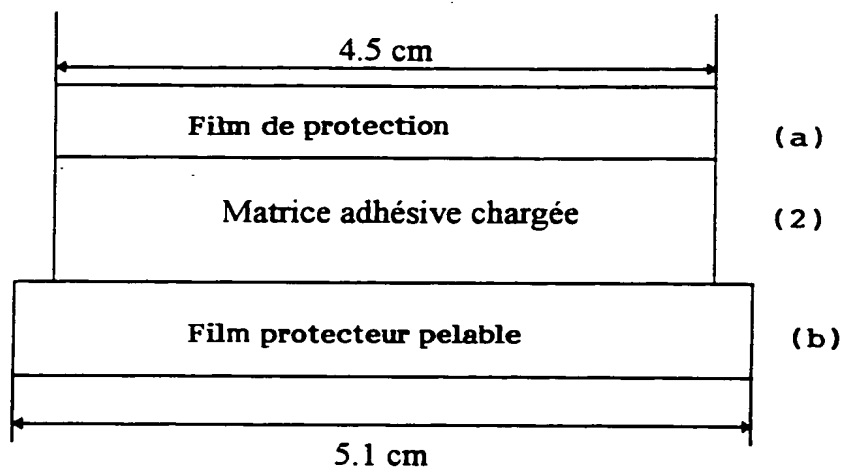 4.5 cm
Film de protection (a)
Matrice adhésive chargée (2)
Film protecteur pelable (b)
5.1 cm